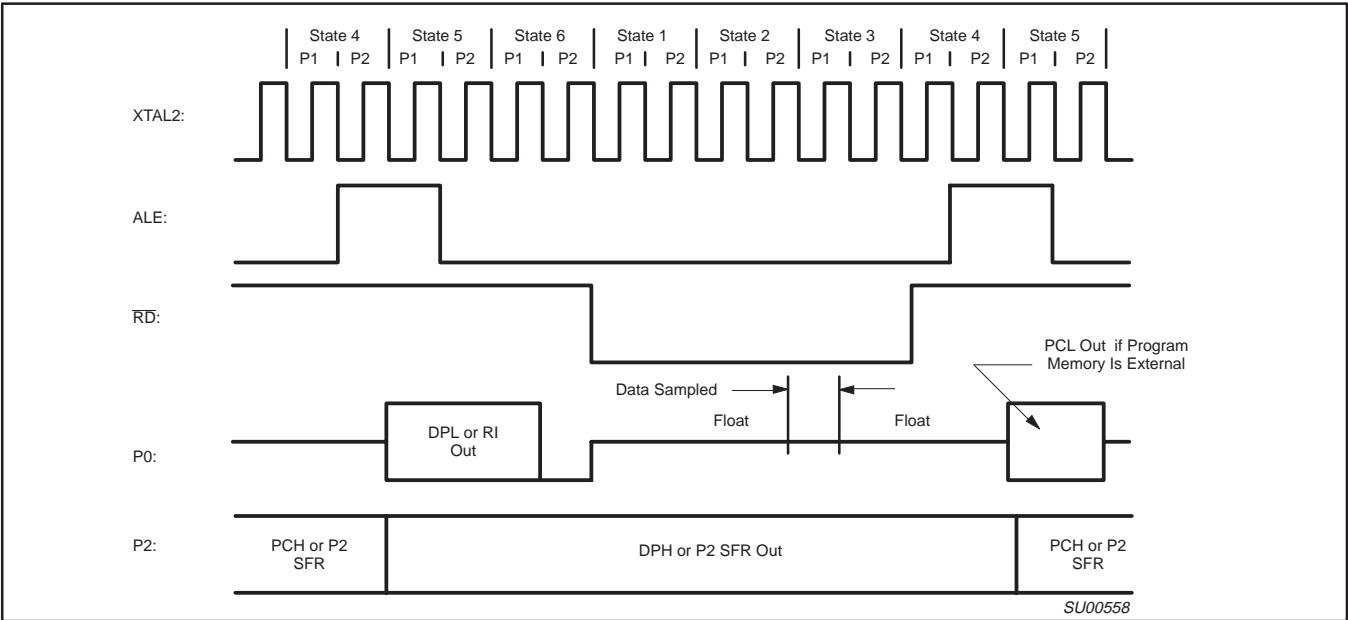 State 4 State 5 State 6 State 1 State 2 State 3 State 4 State 5
P1 P2 P1 P2 P1 P2 P1 P2 P1 P2 P1 P2 P1 P2 P1 P2
XTAL2:
ALE:
RD:
PCL Out if Program
Memory Is External
Data Sampled
Float Float
DPL or RI
Out
P0:
P2:
PCH or P2
SFR
DPH or P2 SFR Out
PCH or P2
SFR
SU00558